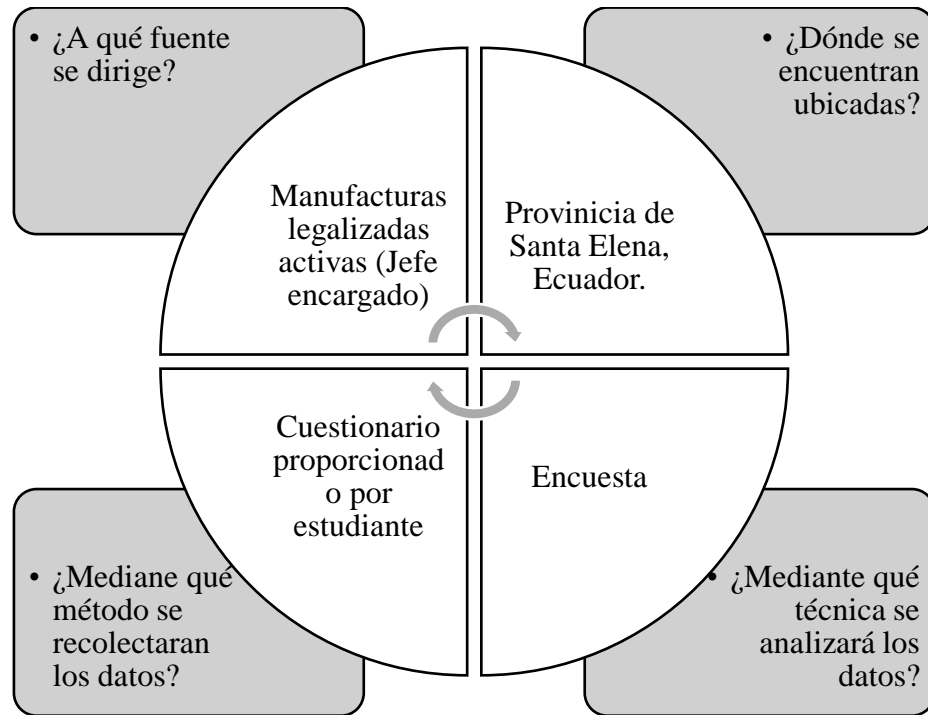 • ¿A qué fuente
se dirige?
• ¿Dónde se
encuentran
ubicadas?
Manufacturas
legalizadas
activas (Jefe
encargado)
Provinicia de
Santa Elena,
Ecuador.
Cuestionario
proporcionad
o por
estudiante
Encuesta
• ¿Mediane qué
método se
recolectaran
los datos?
• ¿Mediante qué
técnica se
analizará los
datos?